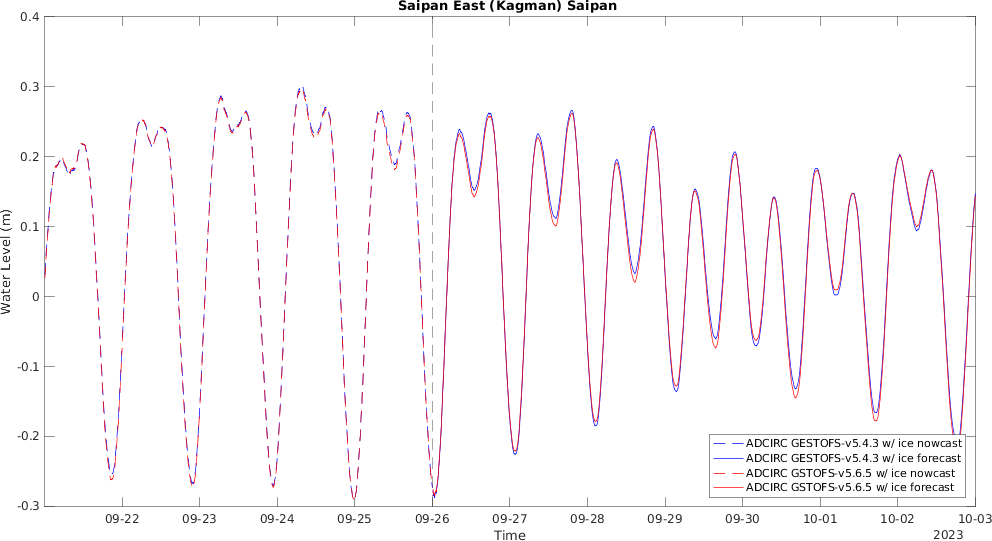 Saipan East (Kagman) Saipan
0.4
0.3
0.2
0.1
0
-0.1
-0.2
-0.3
Water Level (m)
09-22 09-23 09-24 09-25 09-26 09-27 09-28 09-29 09-30 10-01 10-02 10-03
Time
2023
ADCIRC GESTOFS-v5.4.3 w/ ice nowcast
ADCIRC GESTOFS-v5.4.3 w/ ice forecast
ADCIRC GSTOFS-v5.6.5 w/ ice nowcast
ADCIRC GSTOFS-v5.6.5 w/ ice forecast